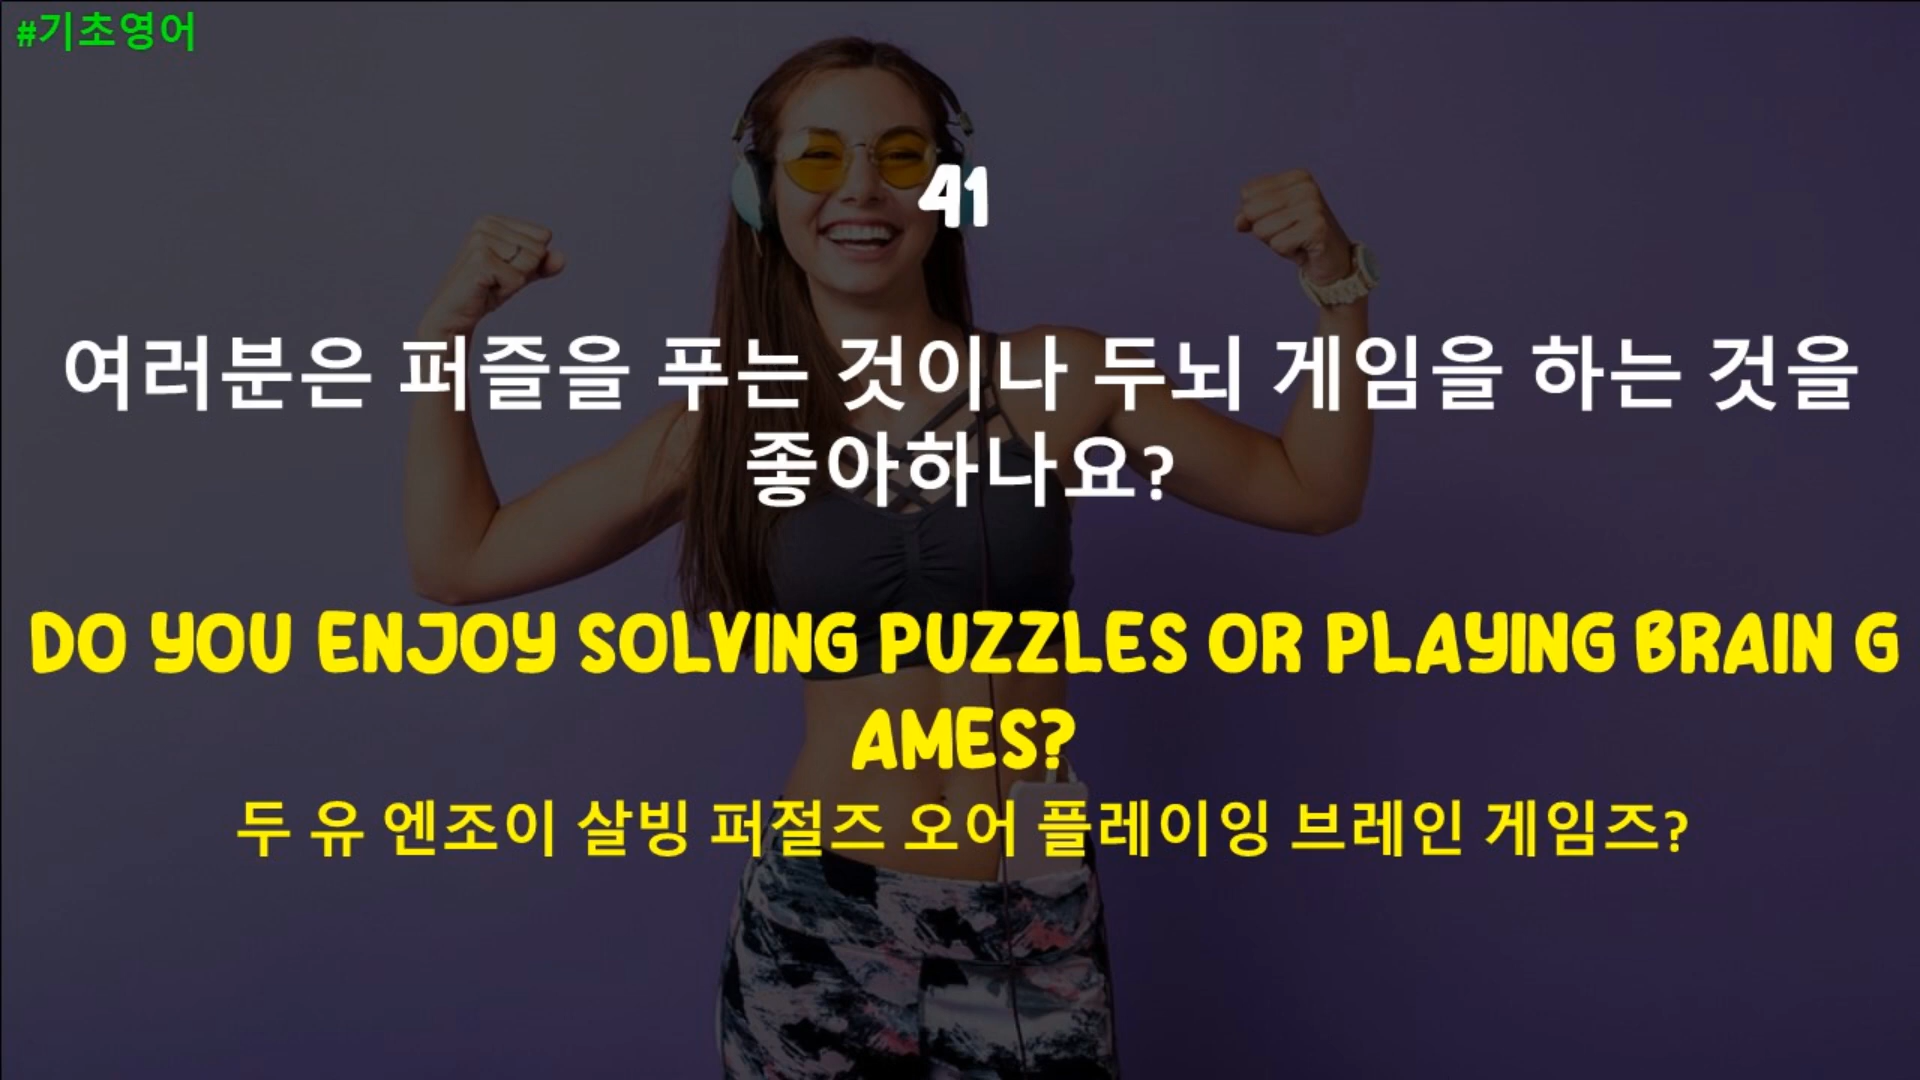 #기초영어
41
여러분은 퍼즐을 푸는 것이나 두뇌 게임을 하는 것을
좋아하나요?
DO YOU ENJOY SOLVING PUZZLES OR PLAYING BRAIN G
AMES?
두 유 엔조이 살빙 퍼절즈 오어 플레이잉 브레인 게임즈?